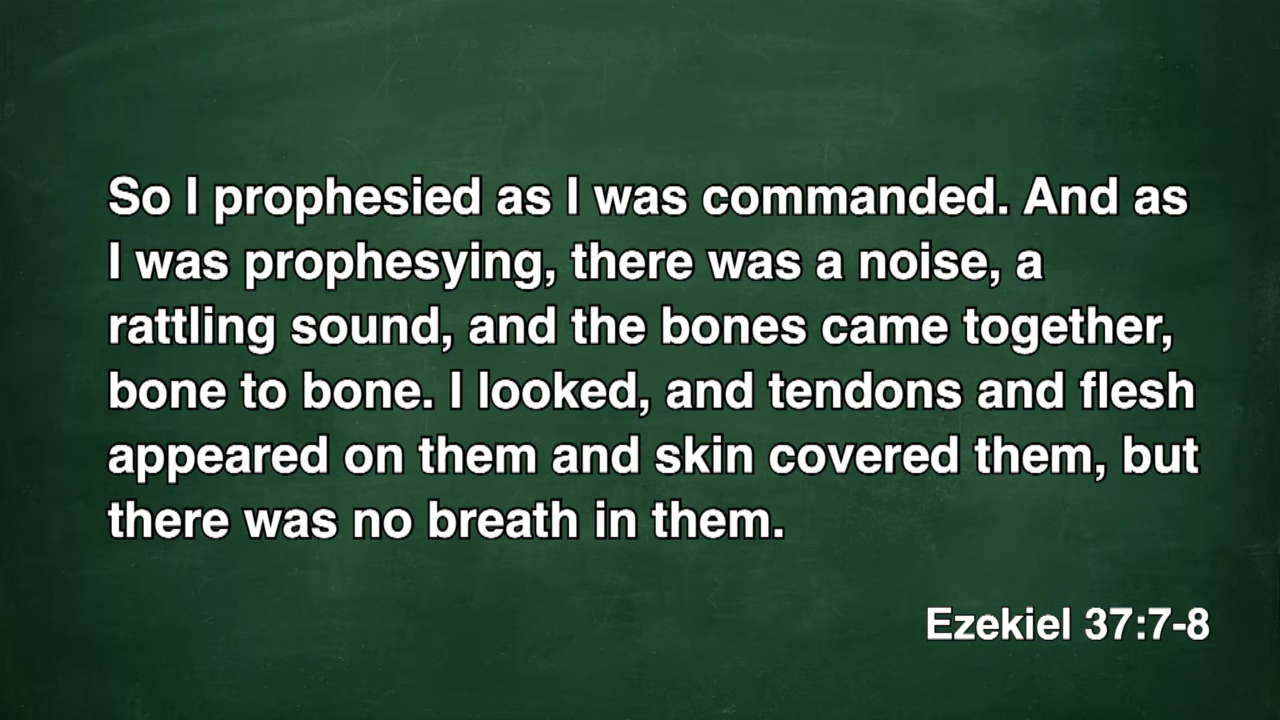 So I prophesied as I was commanded. And as
I was prophesying, there was a noise, a
rattling sound, and the bones came together,
bone to bone. I looked, and tendons and flesh
appeared on them and skin covered them, but
there was no breath in them.
Ezekiel 37:7-8